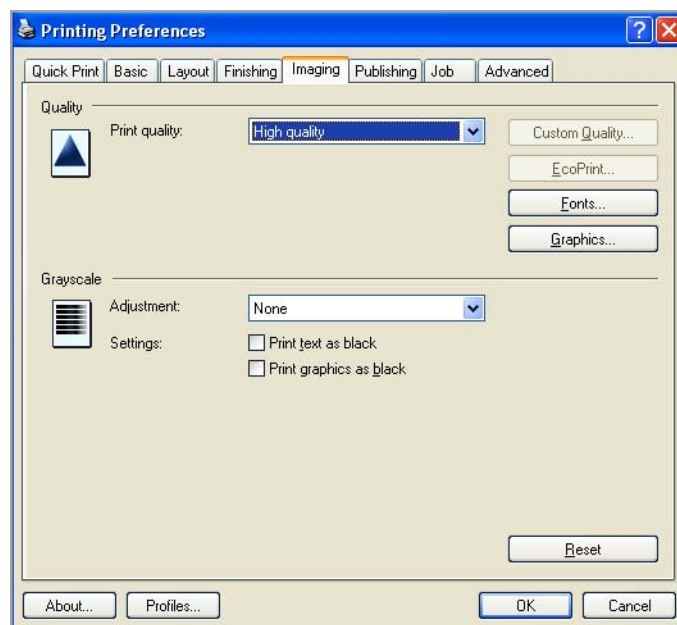 Printing Preferences
Quick Print Basic Layout Finishing Imaging Publishing Job Advanced
Quality
Print quality: High quality Custom Quality...
EcoPrint...
Fonts...
Graphics...
Grayscale
Adjustment: None
Settings: Print text as black
Print graphics as black
Reset
About... Profiles... OK Cancel